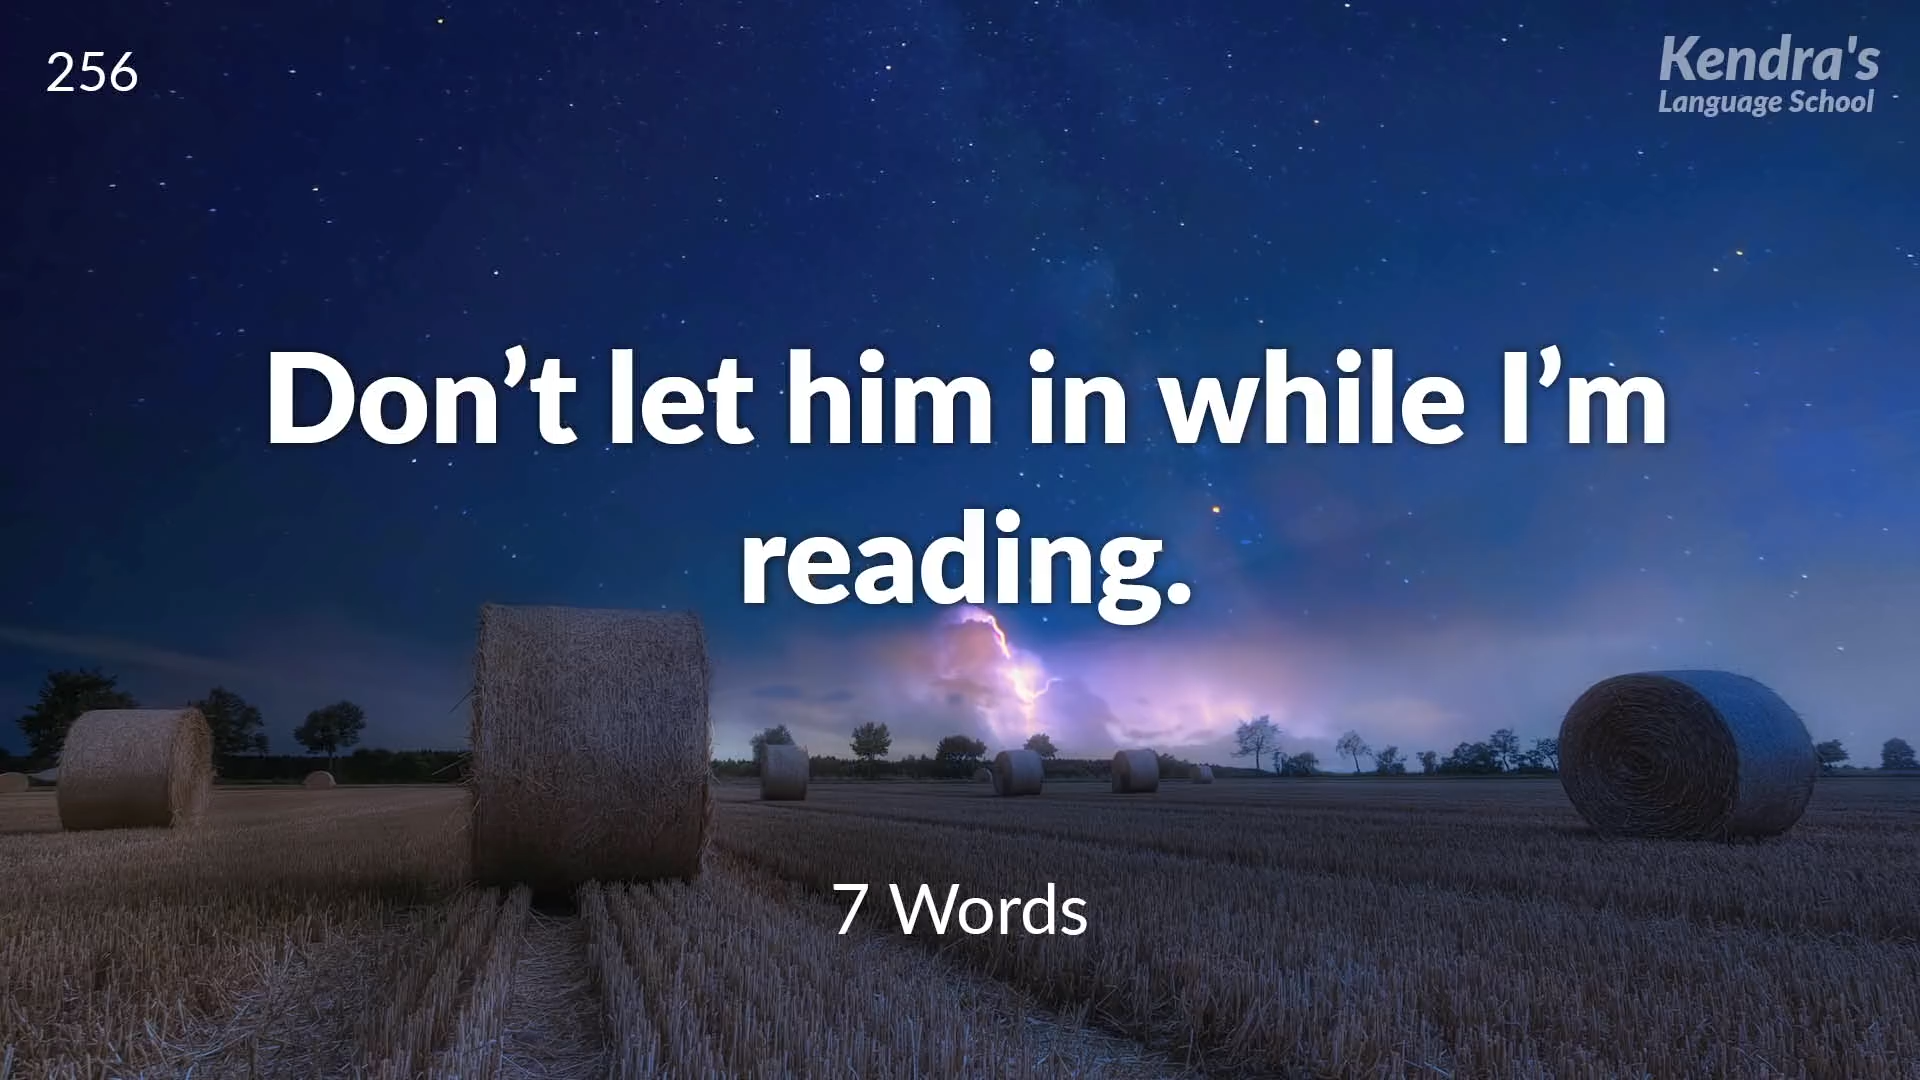 256
Kendra's
Language School
Don’t let him in while I’m
reading.
7 Words